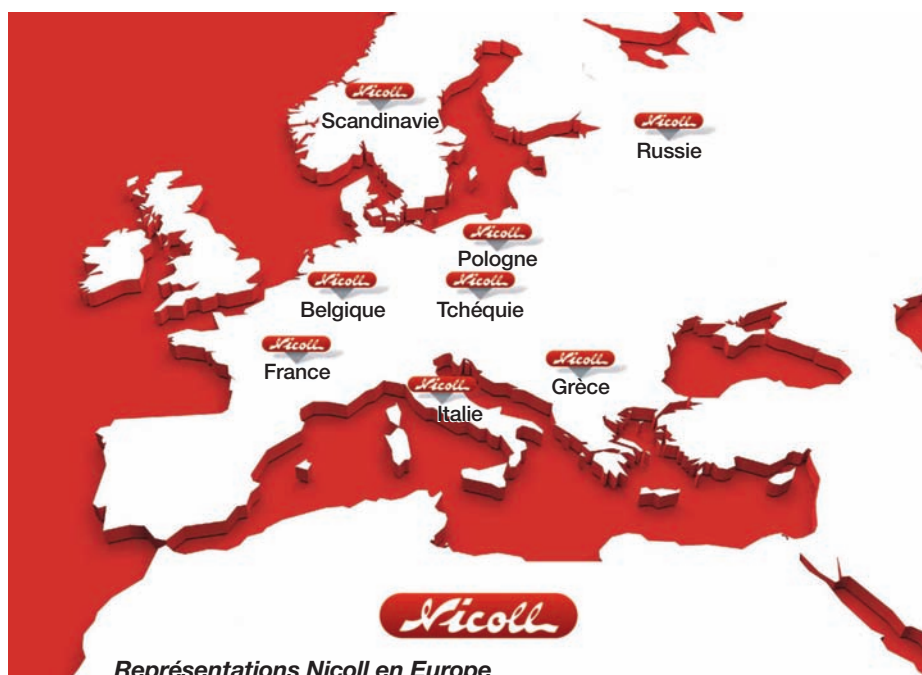 Nicoll
Scandinavie
Nicoll
Russie
Nicoll
Pologne
Nicoll
Belgique
Nicoll
Tchéquie
Nicoll
France
Nicoll
Grèce
Nicoll
Italie
Nicoll
Représentations Nicoll en Europe